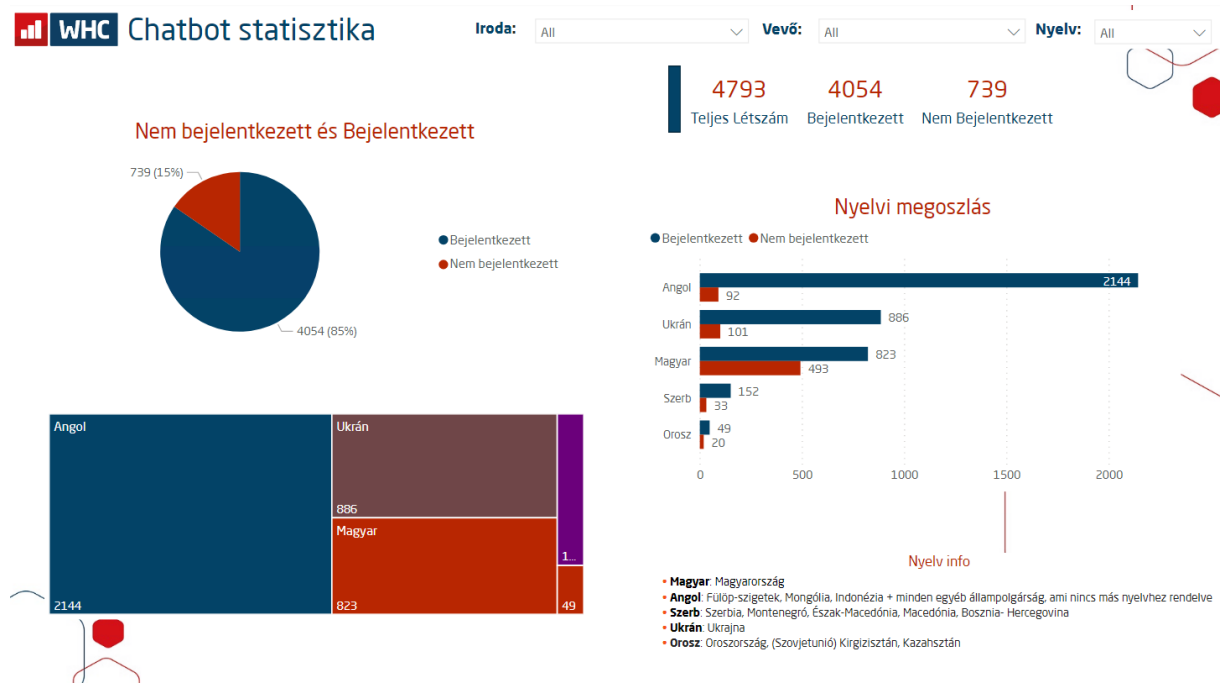 WHC Chatbot statisztika
Iroda: All
Vevő: All
Nyelv: All
4793 4054 739
Teljes Létszám Bejelentkezett Nem Bejelentkezett
Nem bejelentkezett és Bejelentkezett
739 (15%)
4054 (85%)
Bejelentkezett
Nem bejelentkezett
Nyelvi megoszlás
Bejelentkezett Nem bejelentkezett
Angol 2144
92
Ukrán 886
101
Magyar 823
493
Szerb 152
33
Orosz 49
20
0 500 1000 1500 2000
Angol
2144
Ukrán
886
Magyar
823
1...
49
Nyelv info
• Magyar: Magyarország
• Angol: Fülöp-szigetek, Mongólia, Indonézia + minden egyéb állampolgárság, ami nincs más nyelvhez rendelve
• Szerb: Szerbia, Montenegró, Észak-Macedónia, Macedónia, Bosznia- Hercegovina
• Ukrán: Ukrajna
• Orosz: Oroszország, (Szovjetunió) Kirgizisztán, Kazahsztán